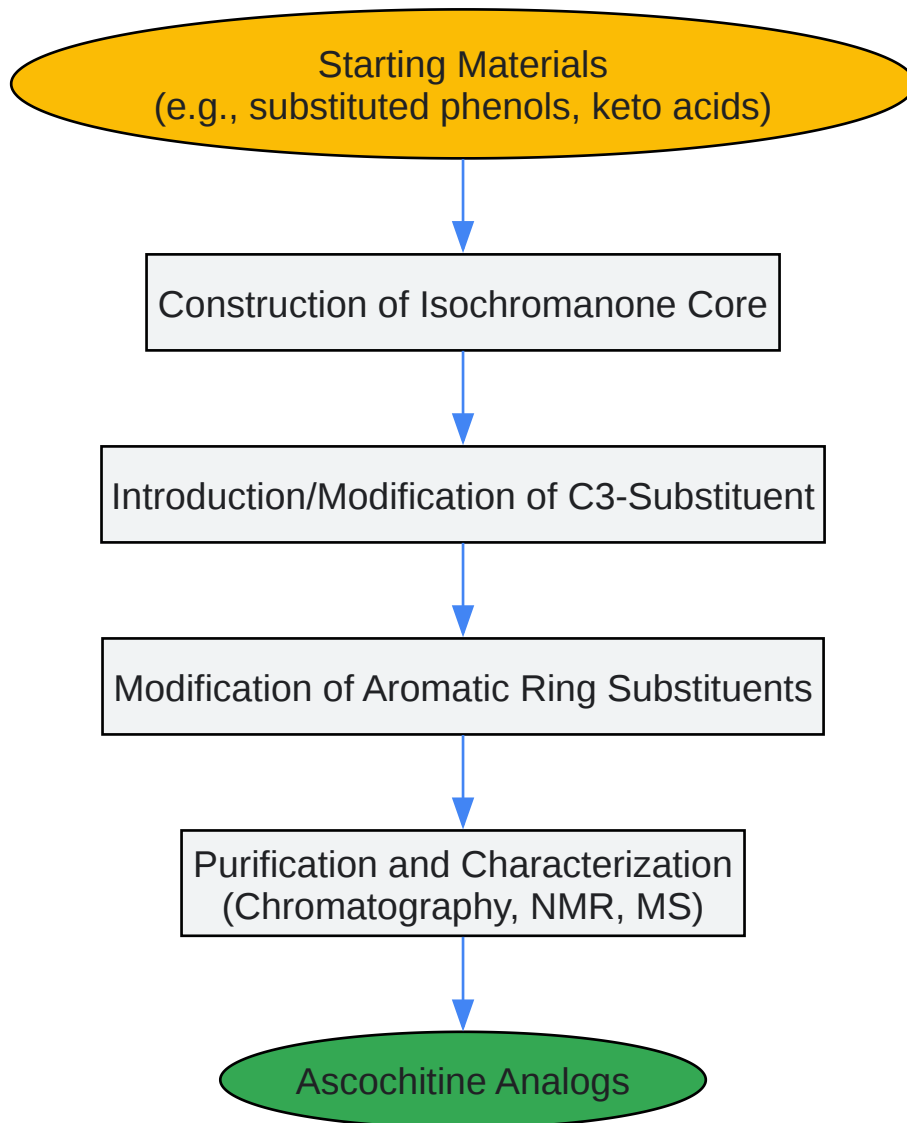 Starting Materials
(e.g., substituted phenols, keto acids)
Construction of Isochromanone Core
Introduction/Modification of C3-Substituent
Modification of Aromatic Ring Substituents
Purification and Characterization
(Chromatography, NMR, MS)
Ascochitine Analogs